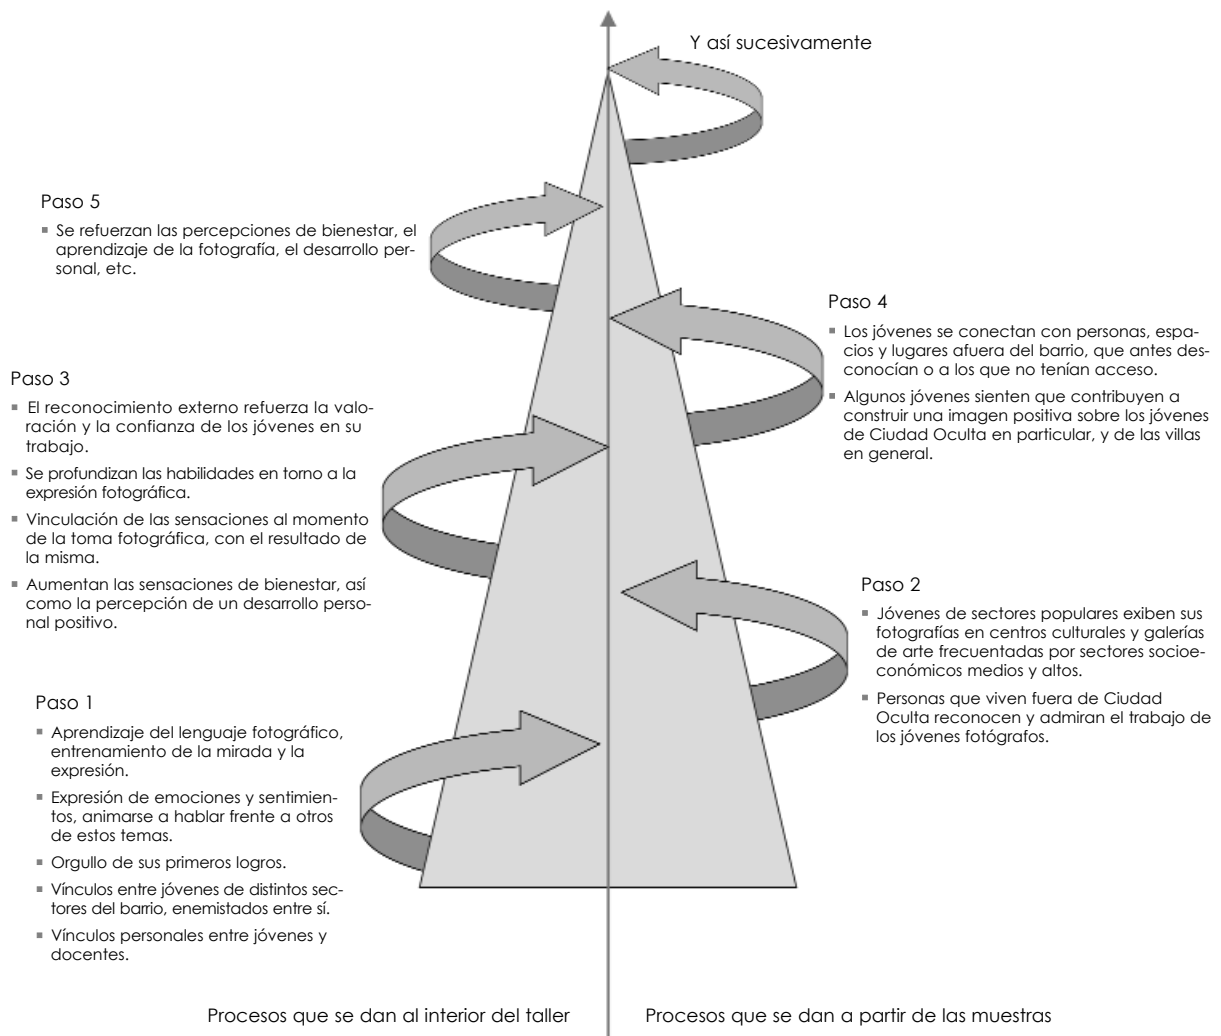 Y así sucesivamente
Paso 5
▪ Se refuerzan las percepciones de bienestar, el
aprendizaje de la fotografía, el desarrollo per-
sonal, etc.
Paso 4
▪ Los jóvenes se conectan con personas, espa-
cios y lugares afuera del barrio, que antes des-
conocían o a los que no tenían acceso.
▪ Algunos jóvenes sienten que contribuyen a
construir una imagen positiva sobre los jóvenes
de Ciudad Oculta en particular, y de las villas
en general.
Paso 3
▪ El reconocimiento externo refuerza la valo-
ración y la confianza de los jóvenes en su
trabajo.
▪ Se profundizan las habilidades en torno a la
expresión fotográfica.
▪ Vinculación de las sensaciones al momento
de la toma fotográfica, con el resultado de
la misma.
▪ Aumentan las sensaciones de bienestar, así
como la percepción de un desarrollo perso-
nal positivo.
Paso 2
▪ Jóvenes de sectores populares exiben sus
fotografías en centros culturales y galerías
de arte frecuentadas por sectores socioe-
conómicos medios y altos.
▪ Personas que viven fuera de Ciudad
Oculta reconocen y admiran el trabajo de
los jóvenes fotógrafos.
Paso 1
▪ Aprendizaje del lenguaje fotográfico,
entrenamiento de la mirada y la
expresión.
▪ Expresión de emociones y sentimien-
tos, animarse a hablar frente a otros
de estos temas.
▪ Orgullo de sus primeros logros.
▪ Vínculos entre jóvenes de distintos sec-
tores del barrio, enemistados entre sí.
▪ Vínculos personales entre jóvenes y
docentes.
Procesos que se dan al interior del taller
Procesos que se dan a partir de las muestras